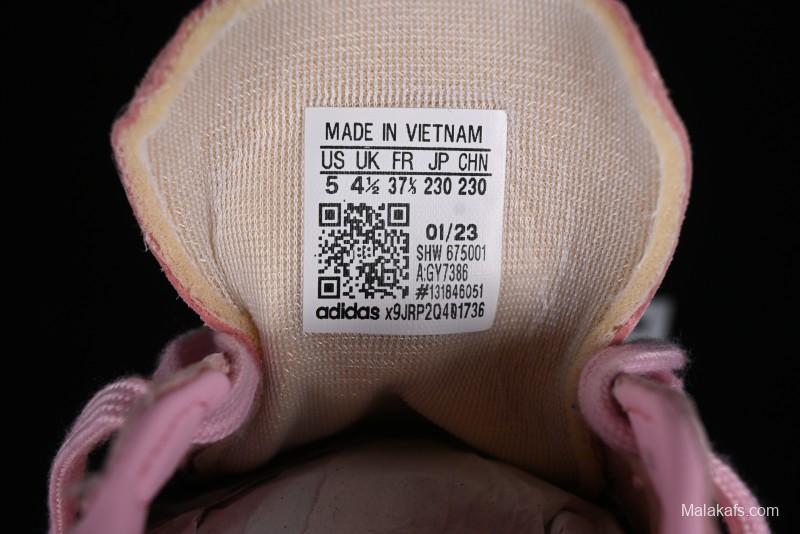 MADE IN VIETNAM
US UK FR JP CHN
5 4½ 37⅓ 230 230
01/23
SHW 675001
A:GY7386
#131846051
adidas
Malakafs.com